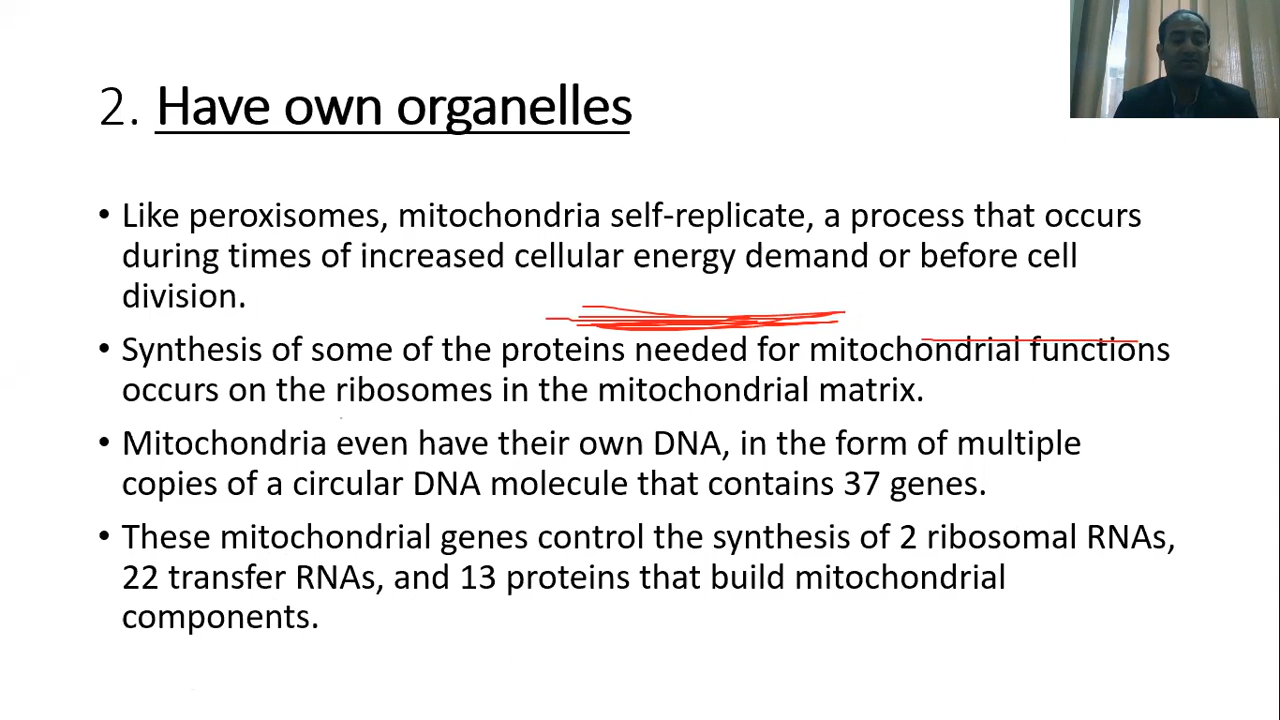 2. Have own organelles
• Like peroxisomes, mitochondria self-replicate, a process that occurs
during times of increased cellular energy demand or before cell
division.
• Synthesis of some of the proteins needed for mitochondrial functions
occurs on the ribosomes in the mitochondrial matrix.
• Mitochondria even have their own DNA, in the form of multiple
copies of a circular DNA molecule that contains 37 genes.
• These mitochondrial genes control the synthesis of 2 ribosomal RNAs,
22 transfer RNAs, and 13 proteins that build mitochondrial
components.